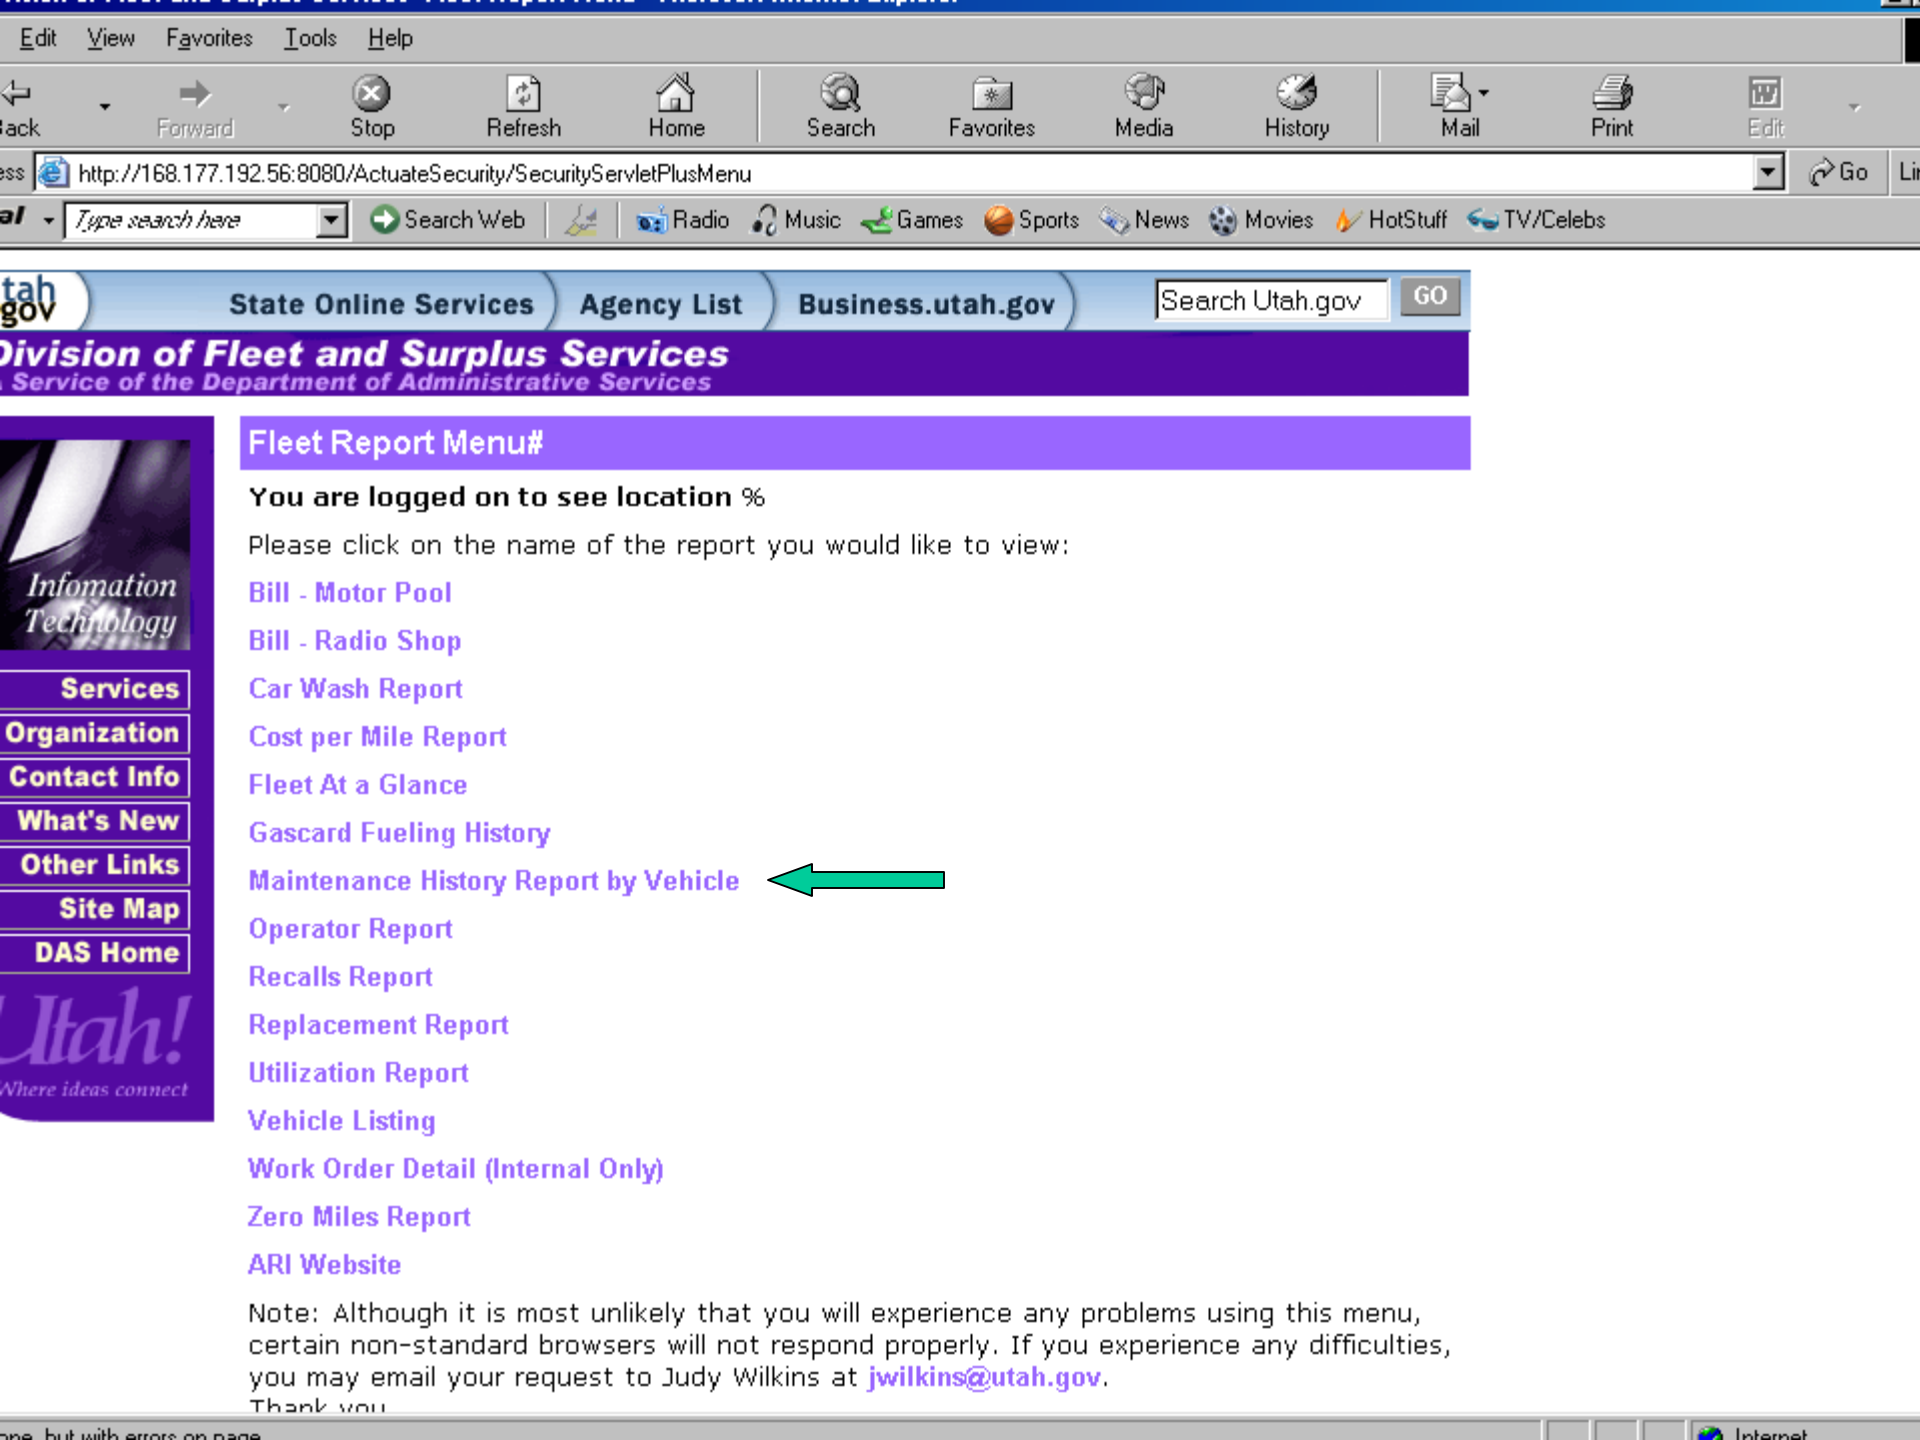 Edit View Favorites Tools Help
Forward Stop Refresh Home Search Favorites Media History Mail Print Edit
http://168.177.192.56:8080/ActuateSecurity/SecurityServletPlusMenu Go
Type search here Search Web Radio Music Games Sports News Movies HotStuff TV/Celebs
State Online Services Agency List Business.utah.gov Search Utah.gov GO
gov
Division of Fleet and Surplus Services
Service of the Department of Administrative Services
Fleet Report Menu#
You are logged on to see location %
Please click on the name of the report you would like to view:
Bill - Motor Pool
Bill - Radio Shop
Car Wash Report
Cost per Mile Report
Fleet At a Glance
Gascard Fueling History
Maintenance History Report by Vehicle
Operator Report
Recalls Report
Replacement Report
Utilization Report
Vehicle Listing
Work Order Detail (Internal Only)
Zero Miles Report
ARI Website
Note: Although it is most unlikely that you will experience any problems using this menu,
certain non-standard browsers will not respond properly. If you experience any difficulties,
you may email your request to Judy Wilkins at jwilkins@utah.gov.
Thank you
Infomation
Technology
Services
Organization
Contact Info
What's New
Other Links
Site Map
DAS Home
Utah!
Where ideas connect
but with errors on page
Internet